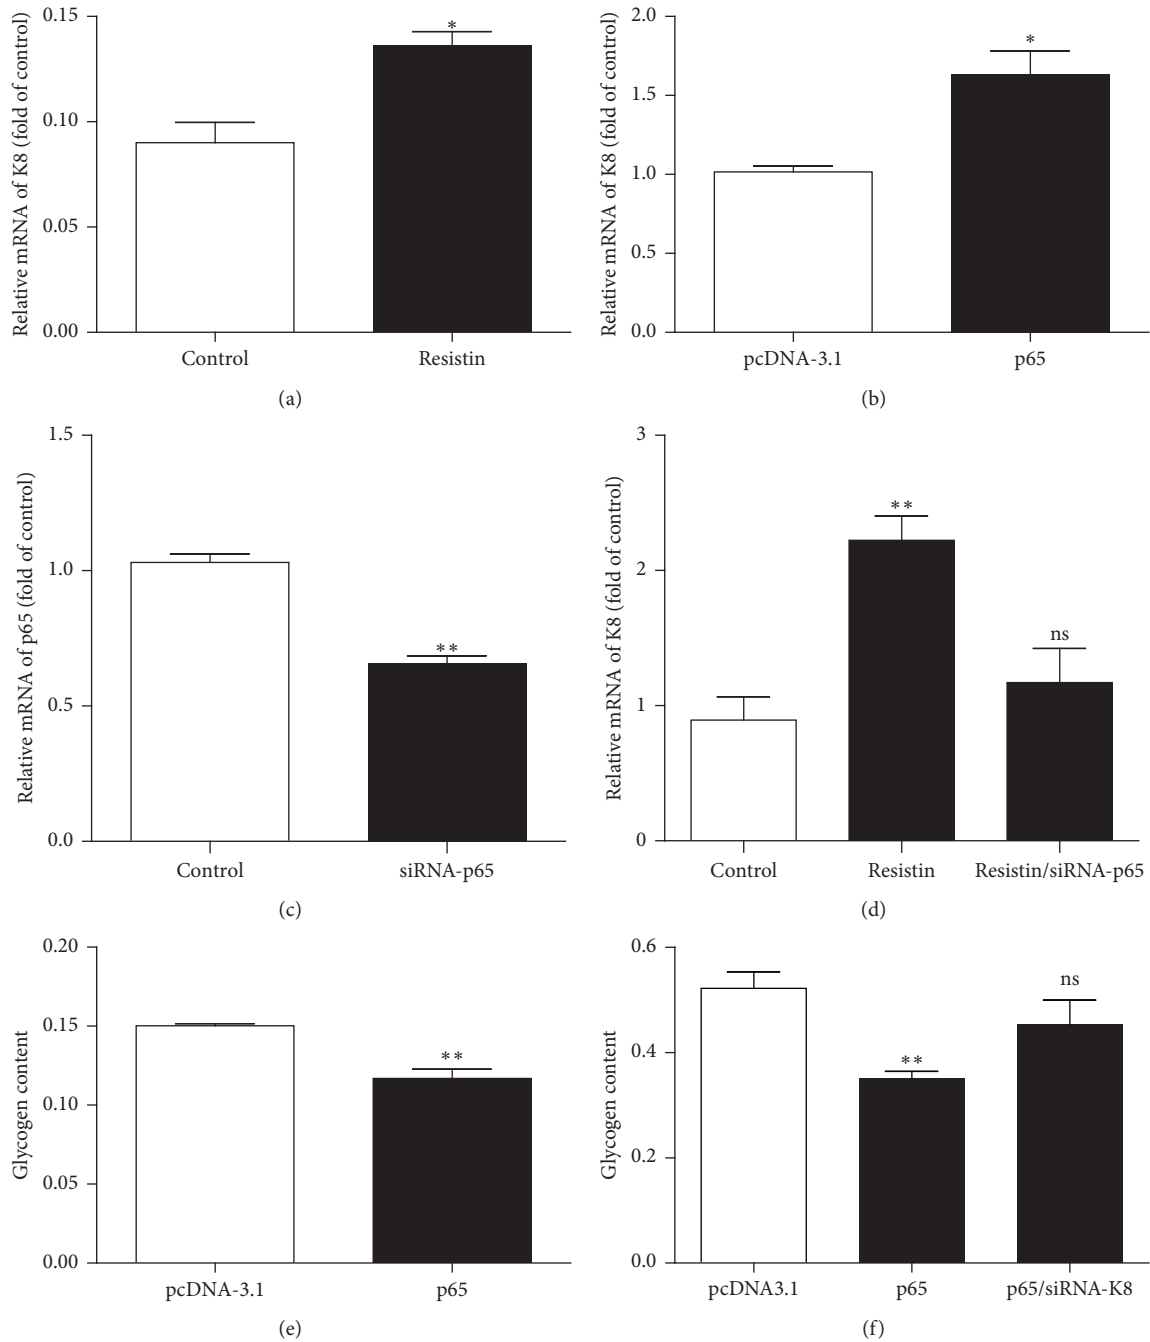 Relative mRNA of K8 (fold of control)
0.15
0.10
0.05
0.00
*
Control
Resistin
(a)
Relative mRNA of K8 (fold of control)
2.0
1.5
1.0
0.5
0.0
*
pcDNA-3.1
p65
(b)
Relative mRNA of p65 (fold of control)
1.5
1.0
0.5
0.0
**
Control
siRNA-p65
(c)
Relative mRNA of K8 (fold of control)
3
2
1
0
**
ns
Control
Resistin
Resistin/siRNA-p65
(d)
Glycogen content
0.20
0.15
0.10
0.05
0.00
**
pcDNA-3.1
p65
(e)
Glycogen content
0.6
0.4
0.2
0.0
**
ns
pcDNA3.1
p65
p65/siRNA-K8
(f)